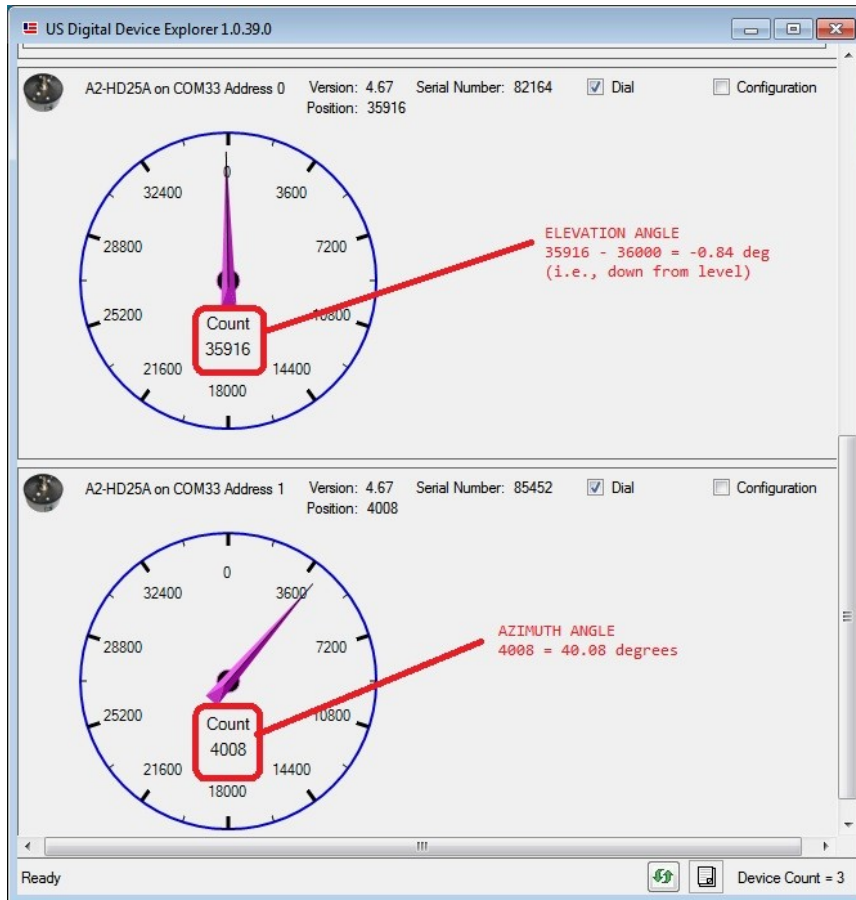 US Digital Device Explorer 1.0.39.0
A2-HD25A on COM33 Address 0 Version: 4.67 Serial Number: 82164 Dial Configuration
Position: 35916
0
32400 3600
28800 7200
25200 10800
Count
35916
21600 14400
18000
ELEVATION ANGLE
35916 - 36000 = -0.84 deg
(i.e., down from level)
A2-HD25A on COM33 Address 1 Version: 4.67 Serial Number: 85452 Dial Configuration
Position: 4008
0
32400 3600
28800 7200
25200 10800
Count
4008
21600 14400
18000
AZIMUTH ANGLE
4008 = 40.08 degrees
Ready Device Count = 3